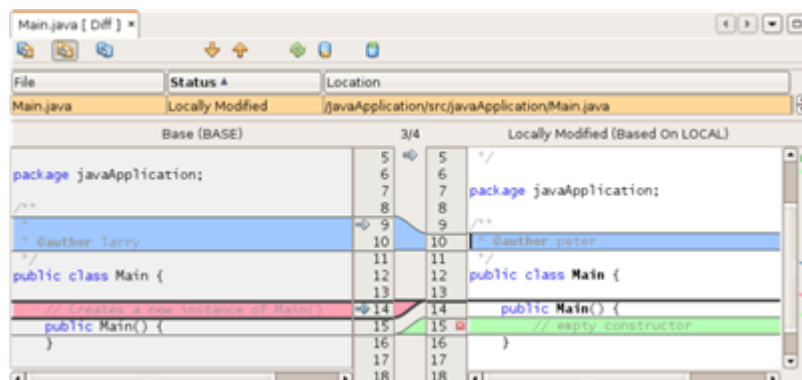 Main.java [ Diff ] ×
File Status Location
Main.java Locally Modified /JavaApplication/src/javaApplication/Main.java
Base (BASE) 3/4 Locally Modified (Based On LOCAL)
5 5 */
package javaApplication; 6 6
7 7 package javaApplication;
/** 8 8
* 9 9 /**
* @author larry 10 10 * @author peter
*/ 11 11 */
public class Main { 12 12 public class Main {
13 13
// Creates a new instance of Main() 14 14 public Main() {
public Main() { 15 15 // empty constructor
} 16 16 }
17 17
18 18